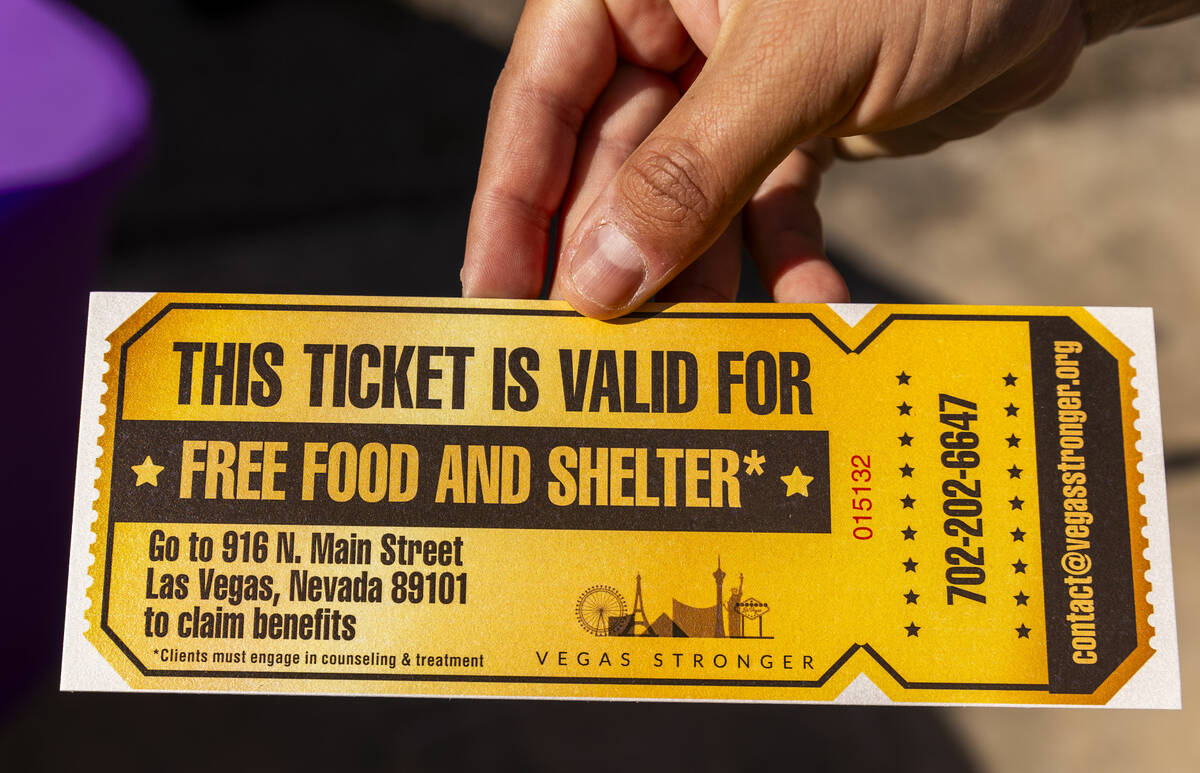 THIS TICKET IS VALID FOR
FREE FOOD AND SHELTER*
Go to 916 N. Main Street
Las Vegas, Nevada 89101
to claim benefits
*Clients must engage in counseling & treatment
VEGAS STRONGER
015132
702-202-6647
contact@vegasstronger.org